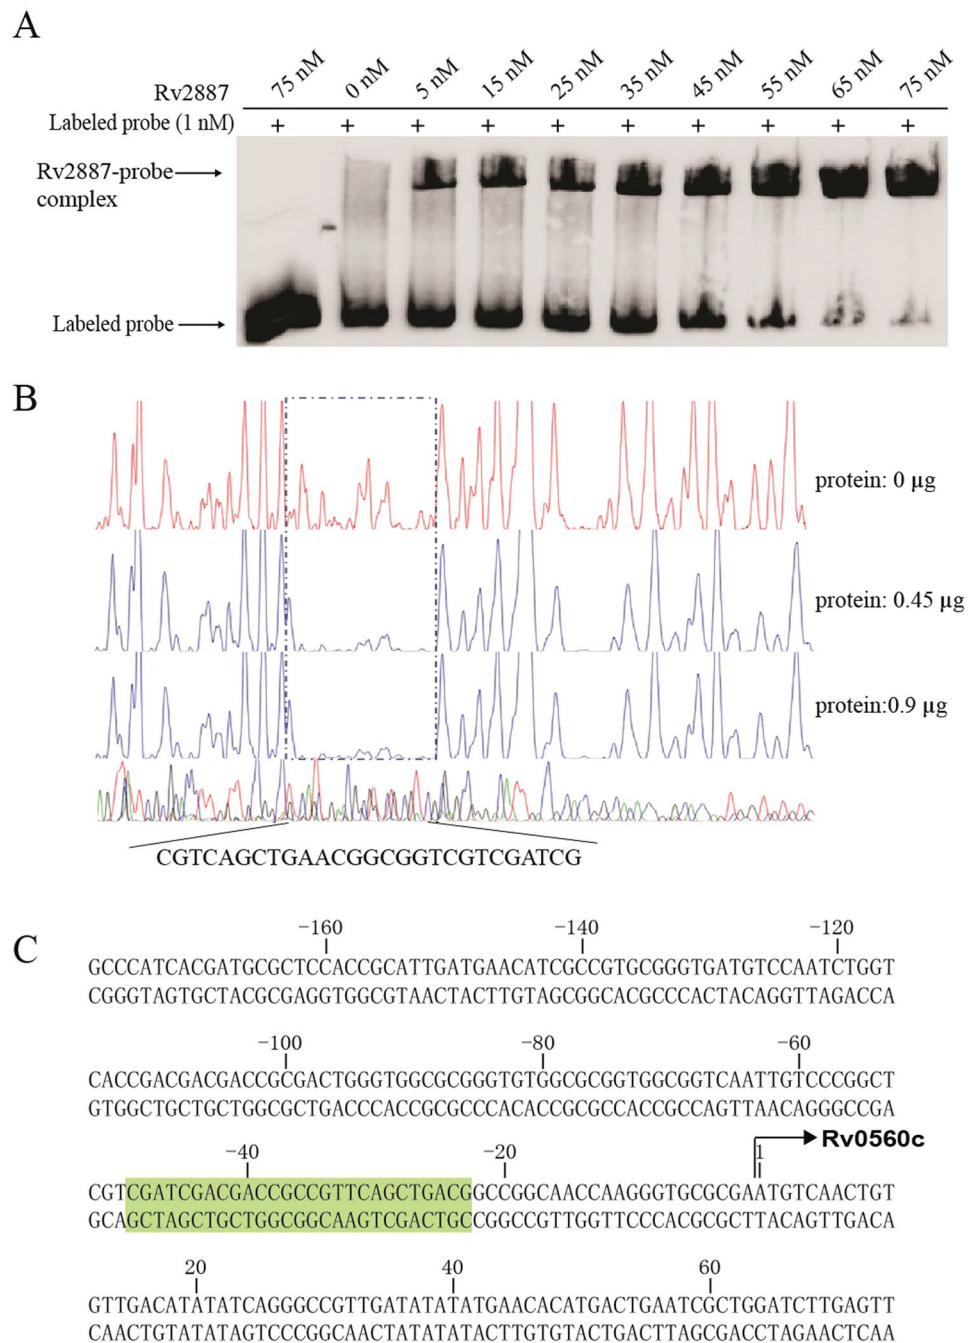 A
Rv2887 75 nM 0 nM 5 nM 15 nM 25 nM 35 nM 45 nM 55 nM 65 nM 75 nM
Labeled probe (1 nM) + + + + + + + + + +
Rv2887-probe
complex
Labeled probe
B
protein: 0 µg
protein: 0.45 µg
protein:0.9 µg
CGTCAGCTGAACGGCGGTCGTCGATCG
C
−160 −140 −120
GCCCATCACGATGCGCTCCACCGCATTGATGAACATCGCCGTGCGGGTGATGTCCAATCTGGT
CGGGTAGTGCTACGCGAGGTGGCGTAACTACTTGTAGCGGCACGCCCACTACAGGTTAGACCA
−100 −80 −60
CACCGACGACGACCGCGACTGGGTGGCGCGGGTGTGGCGCGGTGGCGGTCAATTGTCCCGGCT
GTGGCTGCTGCTGGCGCTGACCCACCGCGCCCACACCGCGCCACCGCCAGTTAACAGGGCCGA
−40 −20 1 Rv0560c
CGTCGATCGACGACCGCCGTTCAGCTGACGGCCGGCAACCAAGGGTGCGCGAATGTCAACTGT
GCAGCTAGCTGCTGGCGGCAAGTCGACTGCCGGCCGTTGGTTCCCACGCGCTTACAGTTGACA
20 40 60
GTTGACATATATCAGGGCCGTTGATATATATGAACACATGACTGAATCGCTGGATCTTGAGTT
CAACTGTATATAGTCCCGGCAACTATATATACTTGTGTACTGACTTAGCGACCTAGAACTCAA